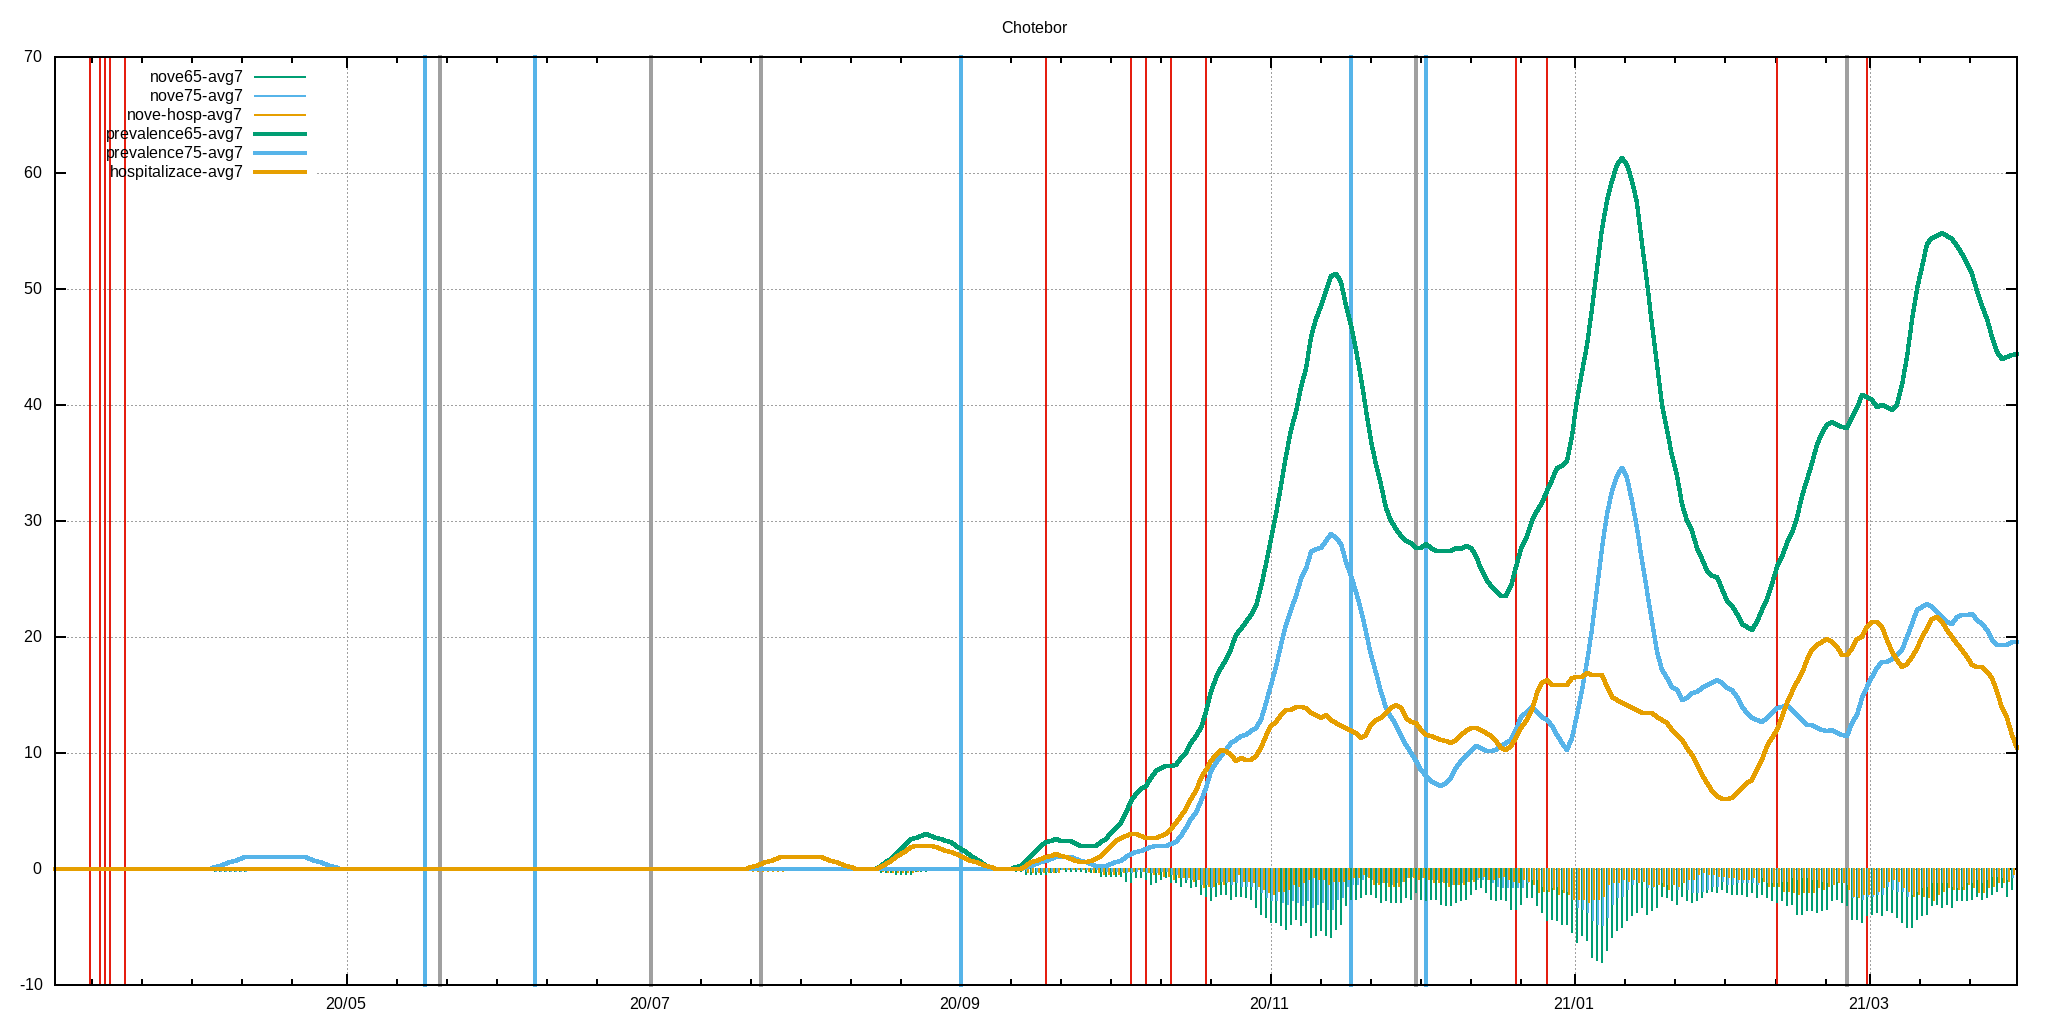 Chotebor
70
nove65-avg7
nove75-avg7
nove-hosp-avg7
prevalence65-avg7
prevalence75-avg7
hospitalizace-avg7
60
50
40
30
20
10
0
-10
20/05 20/07 20/09 20/11 21/01 21/03